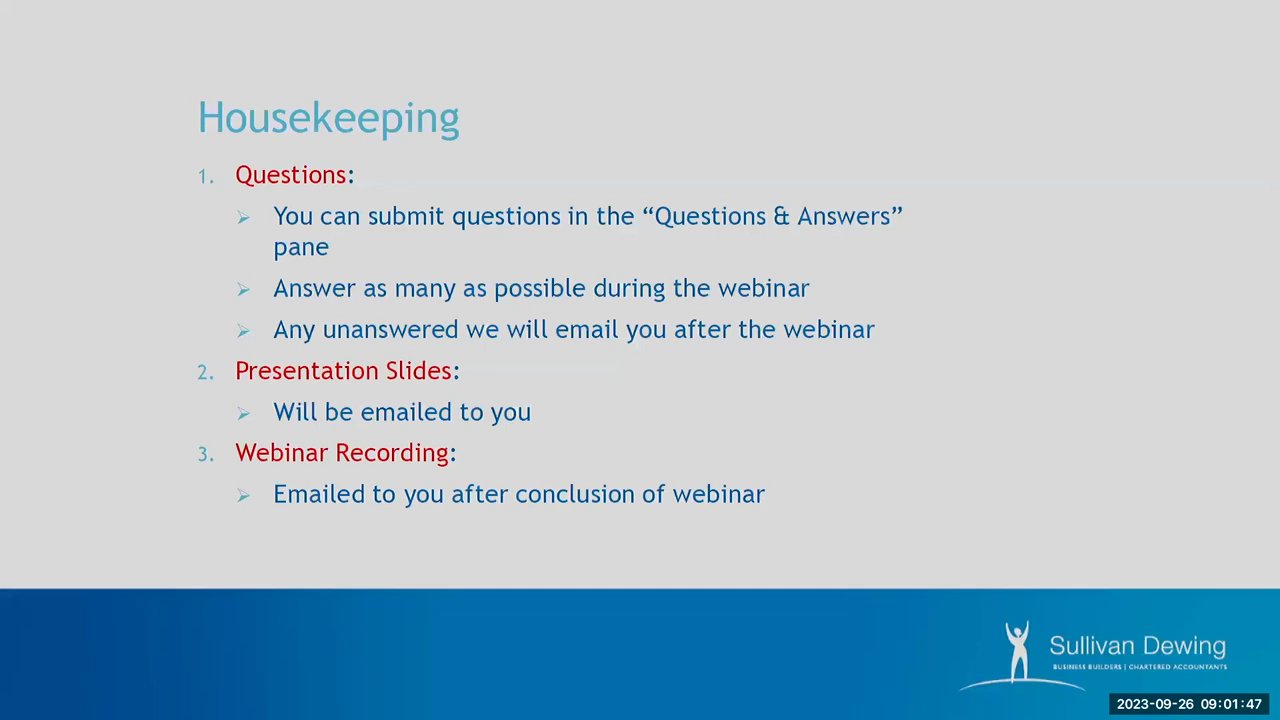 Housekeeping
1. Questions:
➢ You can submit questions in the “Questions & Answers”
pane
➢ Answer as many as possible during the webinar
➢ Any unanswered we will email you after the webinar
2. Presentation Slides:
➢ Will be emailed to you
3. Webinar Recording:
➢ Emailed to you after conclusion of webinar
Sullivan Dewing
BUSINESS BUILDERS | CHARTERED ACCOUNTANTS
2023-09-26 09:01:47